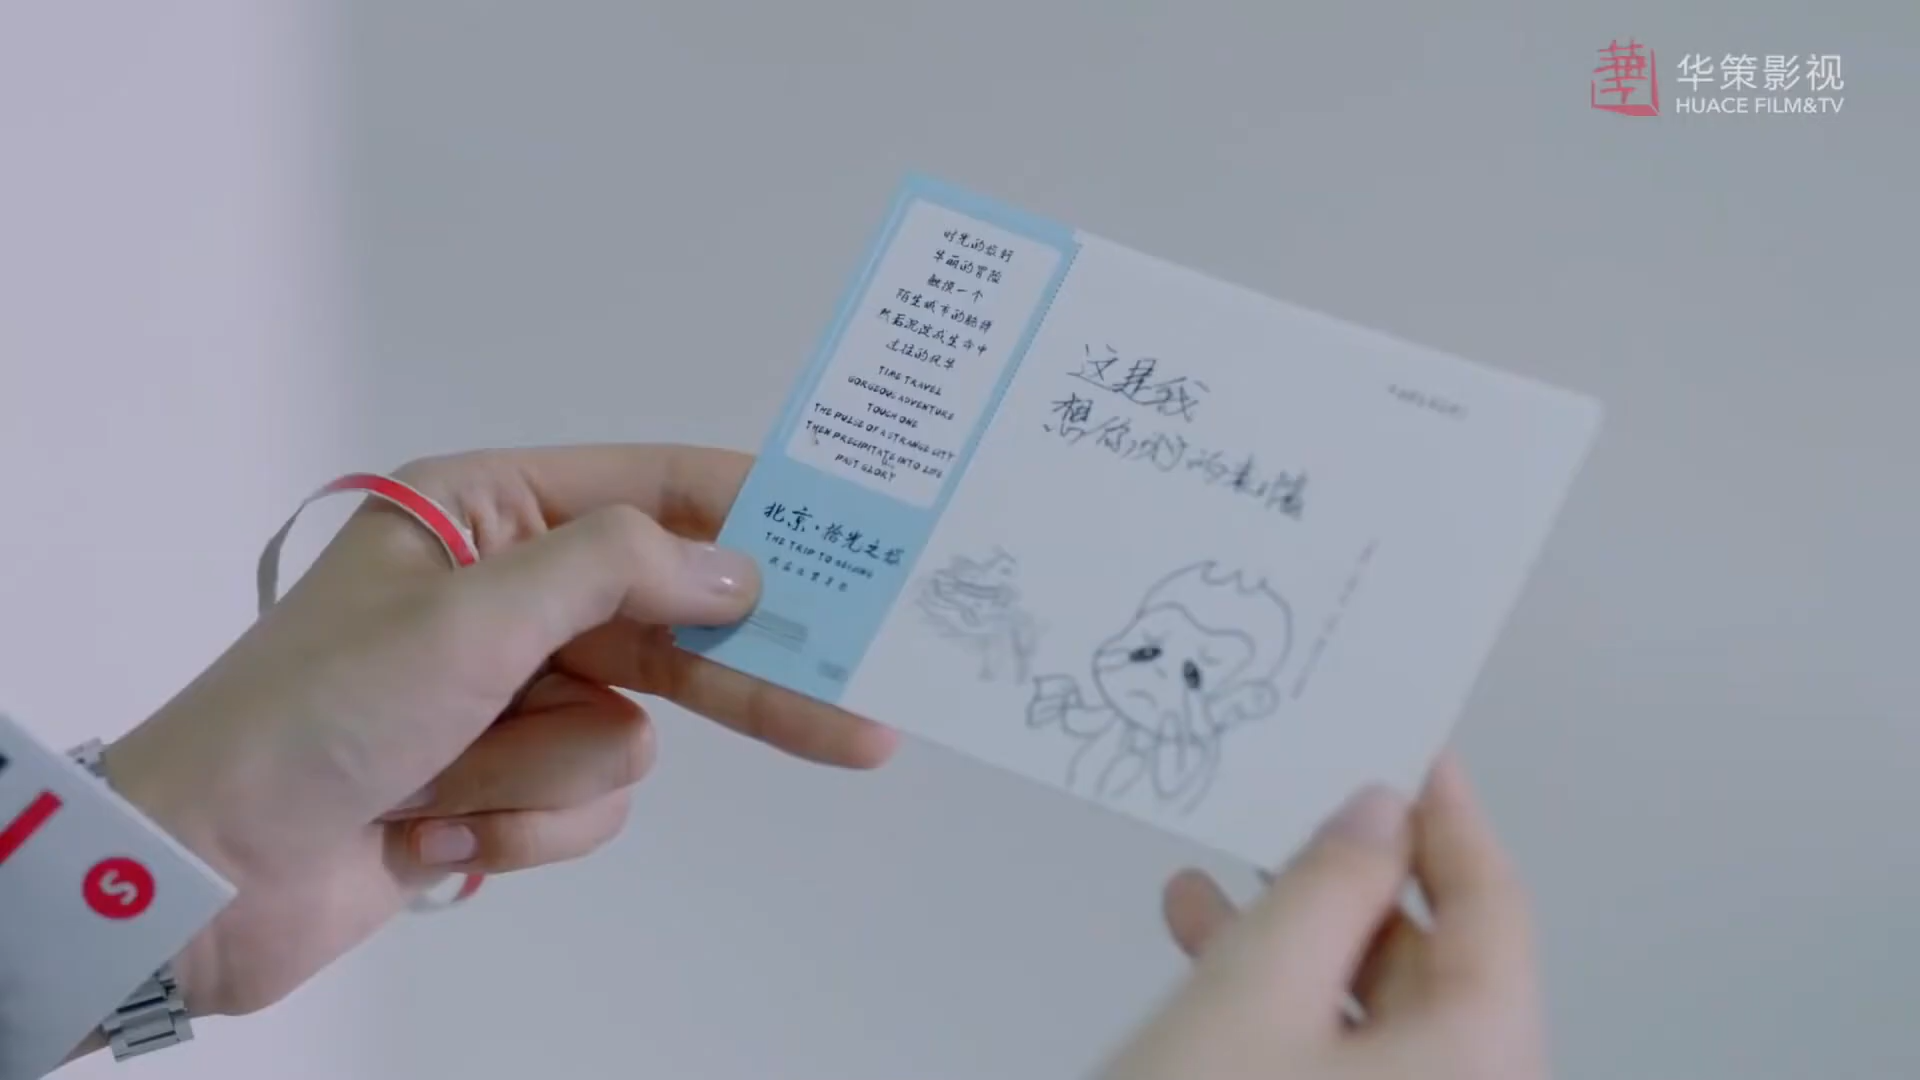 华策影视
HUACE FILM&TV
时光的旅行
华丽的冒险
触摸一个
陌生城市的脉搏
然后沉淀成生命中
过往的风华
TIME TRAVEL
GORGEOUS ADVENTURE
TOUCH ONE
THE PULSE OF A STRANGE CITY
THEN PRECIPITATE INTO LIFE
PAST GLORY
北京·拾光之旅
THE TRIP TO BEIJING
这是我
想你时的表情
S